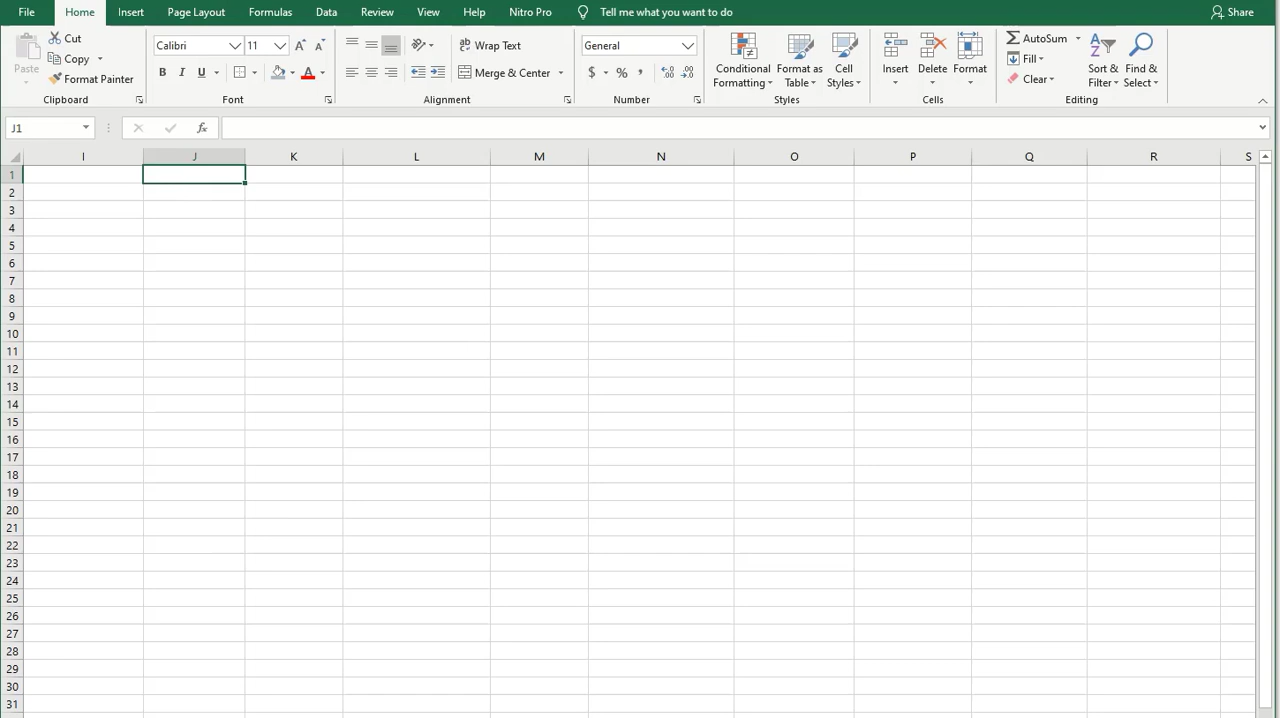 File Home Insert Page Layout Formulas Data Review View Help Nitro Pro Tell me what you want to do Share
Paste Cut Copy Format Painter
Calibri 11 A A
B I U A
Wrap Text
Merge & Center
General
$ % , .0 .00 .00 .0
Conditional Formatting Format as Table Cell Styles
Insert Delete Format
AutoSum Fill Clear
Sort & Filter Find & Select
Clipboard Font Alignment Number Styles Cells Editing
J1 fx
I J K L M N O P Q R S
1
2
3
4
5
6
7
8
9
10
11
12
13
14
15
16
17
18
19
20
21
22
23
24
25
26
27
28
29
30
31